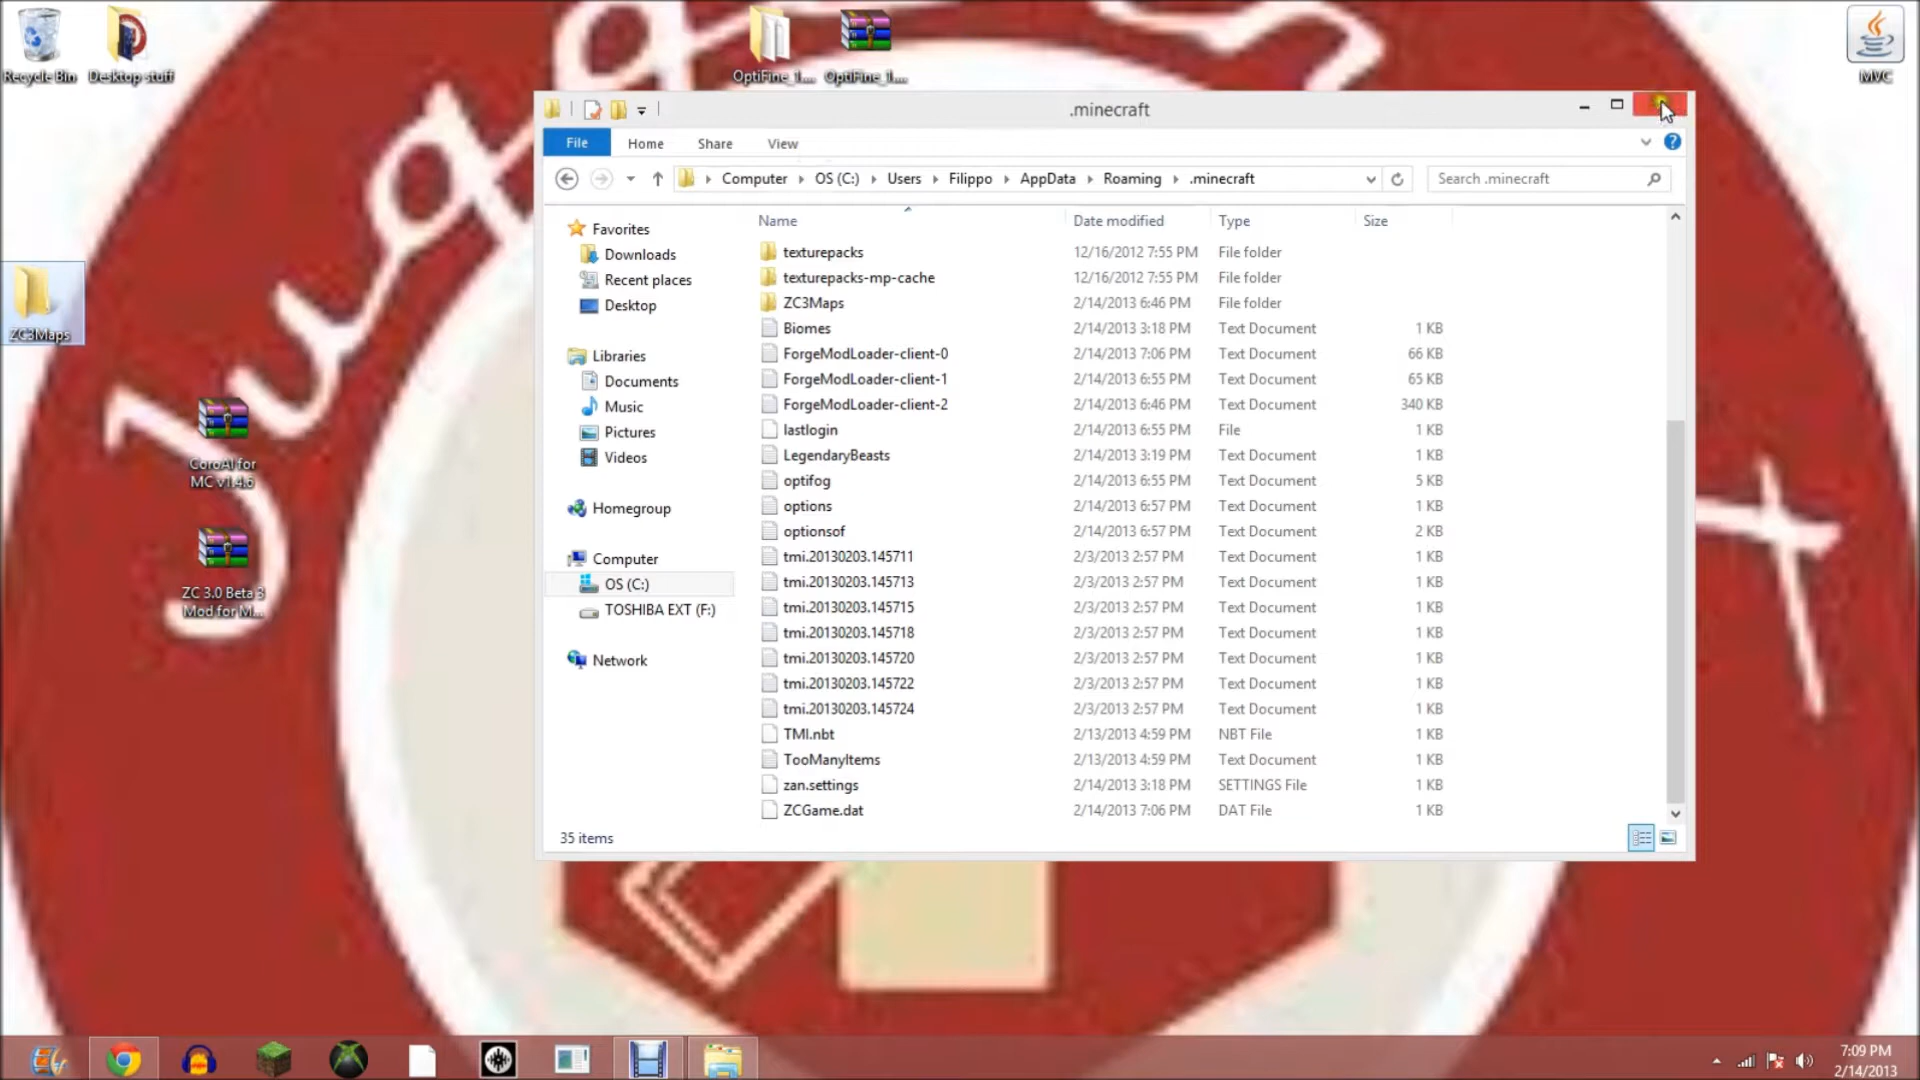 Recycle Bin
Desktop stuff
OptiFine_1....
OptiFine_1....
MVC
ZC3Maps
CoroAI for
MC v1.4.6
ZC 3.0 Beta 3
Mod for M...
.minecraft
File
Home
Share
View
Computer
OS (C:)
Users
Filippo
AppData
Roaming
.minecraft
Search .minecraft
Favorites
Downloads
Recent places
Desktop
Libraries
Documents
Music
Pictures
Videos
Homegroup
Computer
OS (C:)
TOSHIBA EXT (F:)
Network
Name Date modified Type Size
texturepacks 12/16/2012 7:55 PM File folder
texturepacks-mp-cache 12/16/2012 7:55 PM File folder
ZC3Maps 2/14/2013 6:46 PM File folder
Biomes 2/14/2013 3:18 PM Text Document 1 KB
ForgeModLoader-client-0 2/14/2013 7:06 PM Text Document 66 KB
ForgeModLoader-client-1 2/14/2013 6:55 PM Text Document 65 KB
ForgeModLoader-client-2 2/14/2013 6:46 PM Text Document 340 KB
lastlogin 2/14/2013 6:55 PM File 1 KB
LegendaryBeasts 2/14/2013 3:19 PM Text Document 1 KB
optifog 2/14/2013 6:55 PM Text Document 5 KB
options 2/14/2013 6:57 PM Text Document 1 KB
optionsof 2/14/2013 6:57 PM Text Document 2 KB
tmi.20130203.145711 2/3/2013 2:57 PM Text Document 1 KB
tmi.20130203.145713 2/3/2013 2:57 PM Text Document 1 KB
tmi.20130203.145715 2/3/2013 2:57 PM Text Document 1 KB
tmi.20130203.145718 2/3/2013 2:57 PM Text Document 1 KB
tmi.20130203.145720 2/3/2013 2:57 PM Text Document 1 KB
tmi.20130203.145722 2/3/2013 2:57 PM Text Document 1 KB
tmi.20130203.145724 2/3/2013 2:57 PM Text Document 1 KB
TMI.nbt 2/13/2013 4:59 PM NBT File 1 KB
TooManyItems 2/13/2013 4:59 PM Text Document 1 KB
zan.settings 2/14/2013 3:18 PM SETTINGS File 1 KB
ZCGame.dat 2/14/2013 7:06 PM DAT File 1 KB
35 items
7:09 PM
2/14/2013